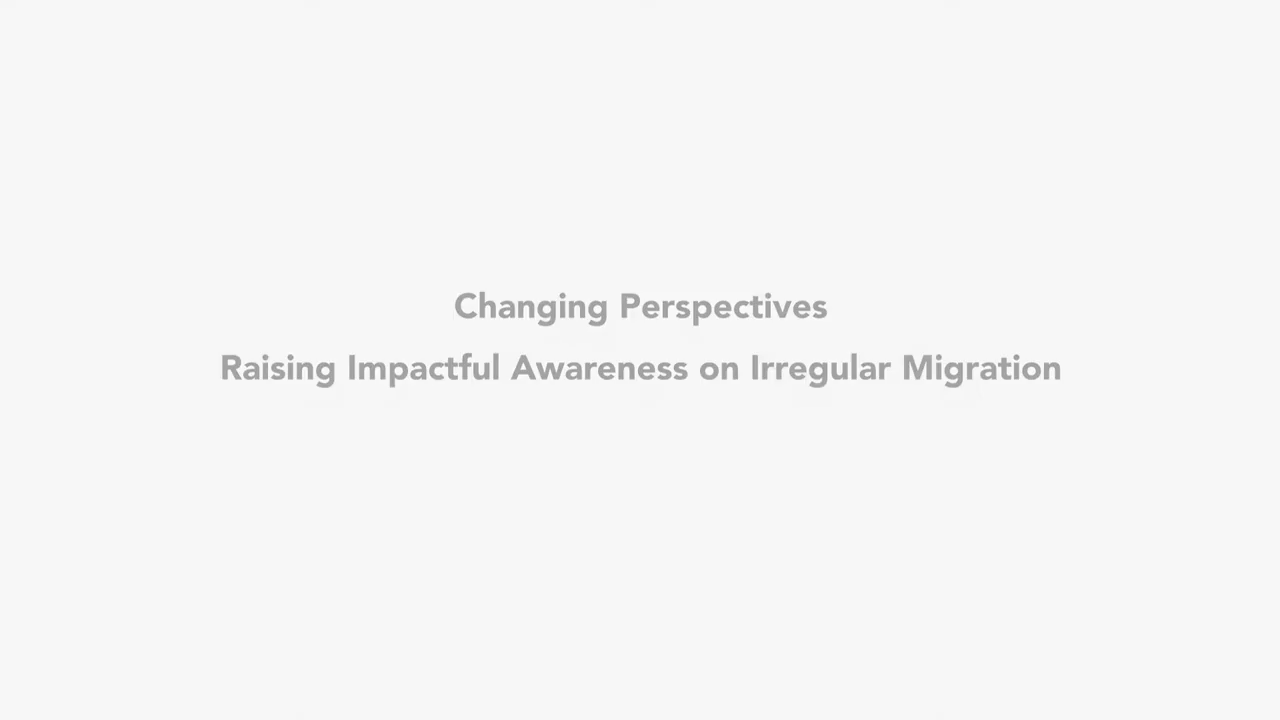 Changing Perspectives
Raising Impactful Awareness on Irregular Migration